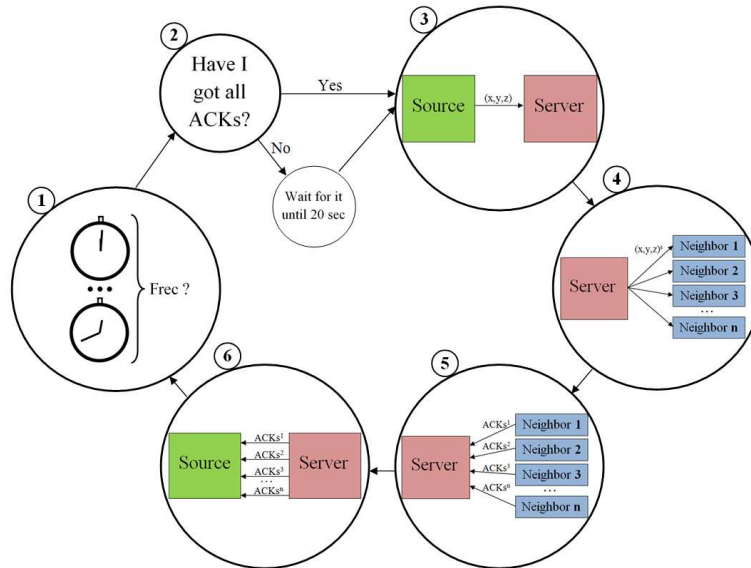 1
Frec ?
2
Have I
got all
ACKs?
Yes
No
Wait for it
until 20 sec
3
Source
(x,y,z)
Server
4
Server
(x,y,z)ⁿ
Neighbor 1
Neighbor 2
Neighbor 3
...
Neighbor n
5
Server
ACKs¹
ACKs²
ACKs³
ACKsⁿ
Neighbor 1
Neighbor 2
Neighbor 3
...
Neighbor n
6
Source
ACKs¹
ACKs²
ACKs³
...
ACKsⁿ
Server